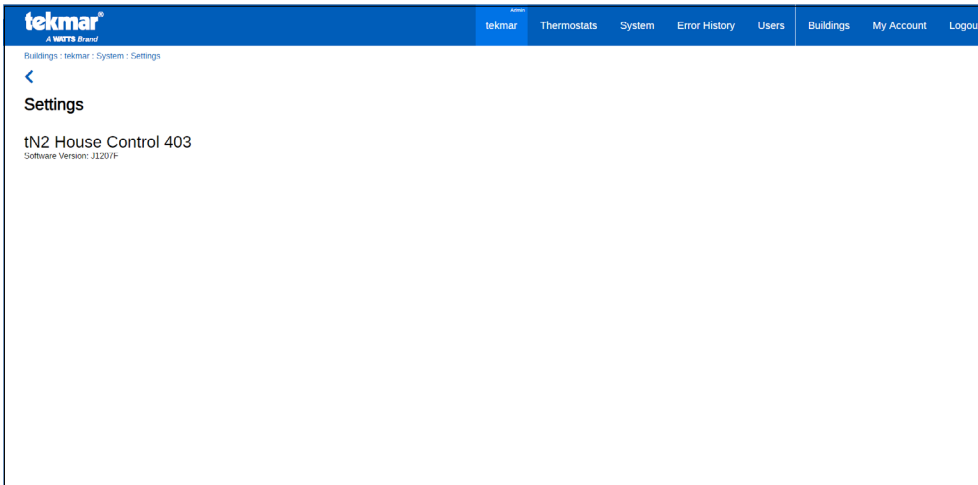 tekmar®
A WATTS Brand
Admin
tekmar Thermostats System Error History Users Buildings My Account Logou
Buildings : tekmar : System : Settings
Settings
tN2 House Control 403
Software Version: J1207F